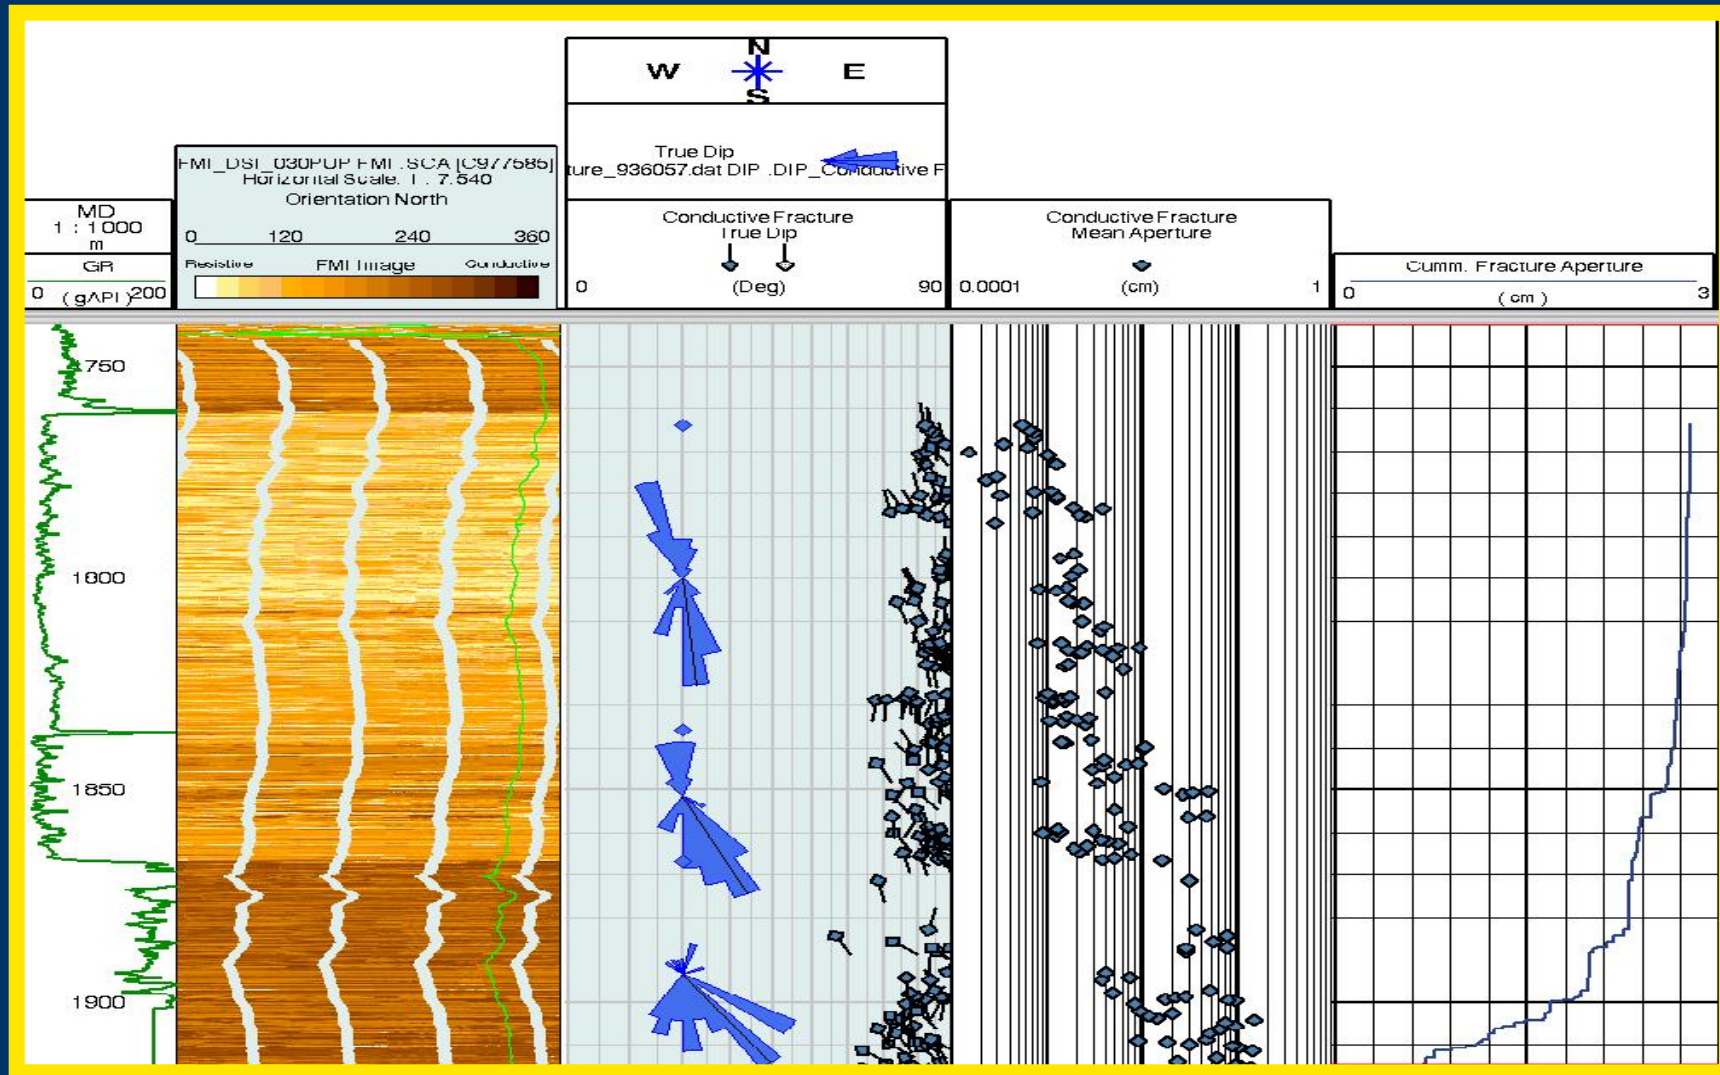 N
W E
S
True Dip
ture_936057.dat DIP .DIP_Conductive F
FMI_DSI_030PUP FMI .SCA [C977585]
Horizontal Scale: 1 : 7.540
Orientation North
0 120 240 360
Resistive FMI Image Conductive
MD
1 : 1000
m
GR
0 (gAPI) 200
Conductive Fracture
True Dip
0 (Deg) 90
Conductive Fracture
Mean Aperture
0.0001 (cm) 1
Cumm. Fracture Aperture
0 (cm) 3
1750
1800
1850
1900